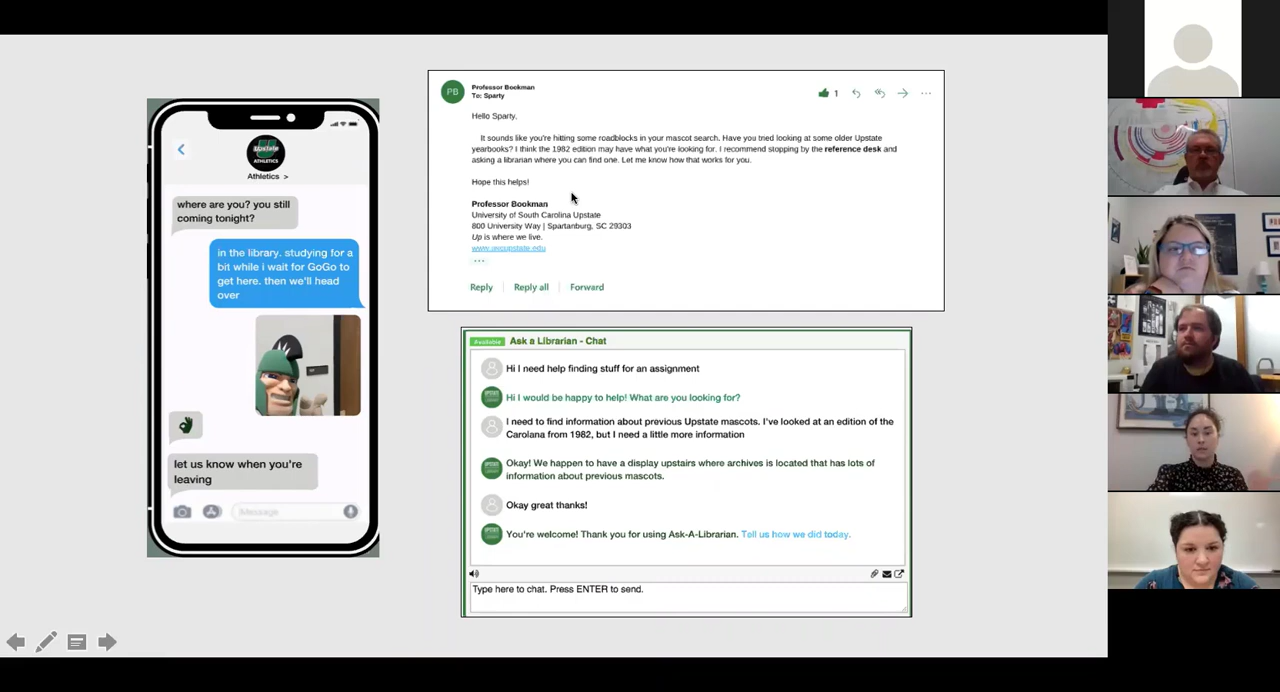 Upstate
ATHLETICS
Athletics >
where are you? you still
coming tonight?
in the library. studying for a
bit while i wait for GoGo to
get here. then we'll head
over
let us know when you're
leaving
iMessage
PB
Professor Bookman
To: Sparty
1
Hello Sparty,
It sounds like you're hitting some roadblocks in your mascot search. Have you tried looking at some older Upstate
yearbooks? I think the 1982 edition may have what you're looking for. I recommend stopping by the reference desk and
asking a librarian where you can find one. Let me know how that works for you.
Hope this helps!
Professor Bookman
University of South Carolina Upstate
800 University Way | Spartanburg, SC 29303
Up is where we live.
www.uscupstate.edu
Reply
Reply all
Forward
Available
Ask a Librarian - Chat
Hi I need help finding stuff for an assignment
Hi I would be happy to help! What are you looking for?
I need to find information about previous Upstate mascots. I've looked at an edition of the
Carolana from 1982, but I need a little more information
Okay! We happen to have a display upstairs where archives is located that has lots of
information about previous mascots.
Okay great thanks!
You're welcome! Thank you for using Ask-A-Librarian. Tell us how we did today.
Type here to chat. Press ENTER to send.